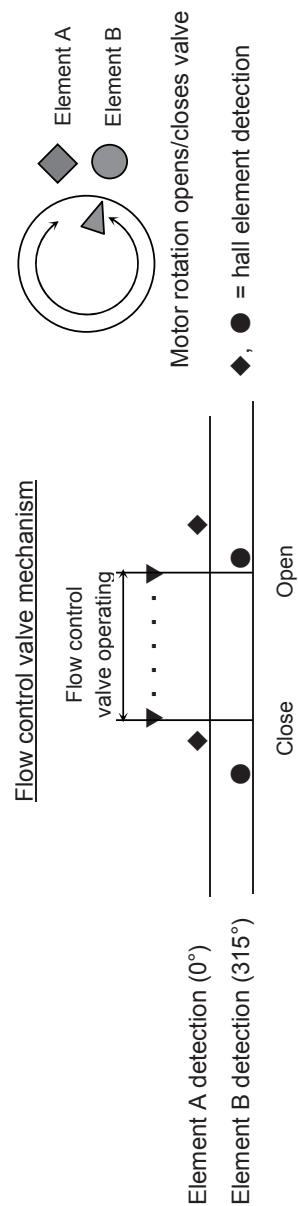 Flow control valve mechanism
Flow control
valve operating
Element A detection (0°)
Element B detection (315°)
Close
Open
Element A
Element B
Motor rotation opens/closes valve
◆, ● = hall element detection